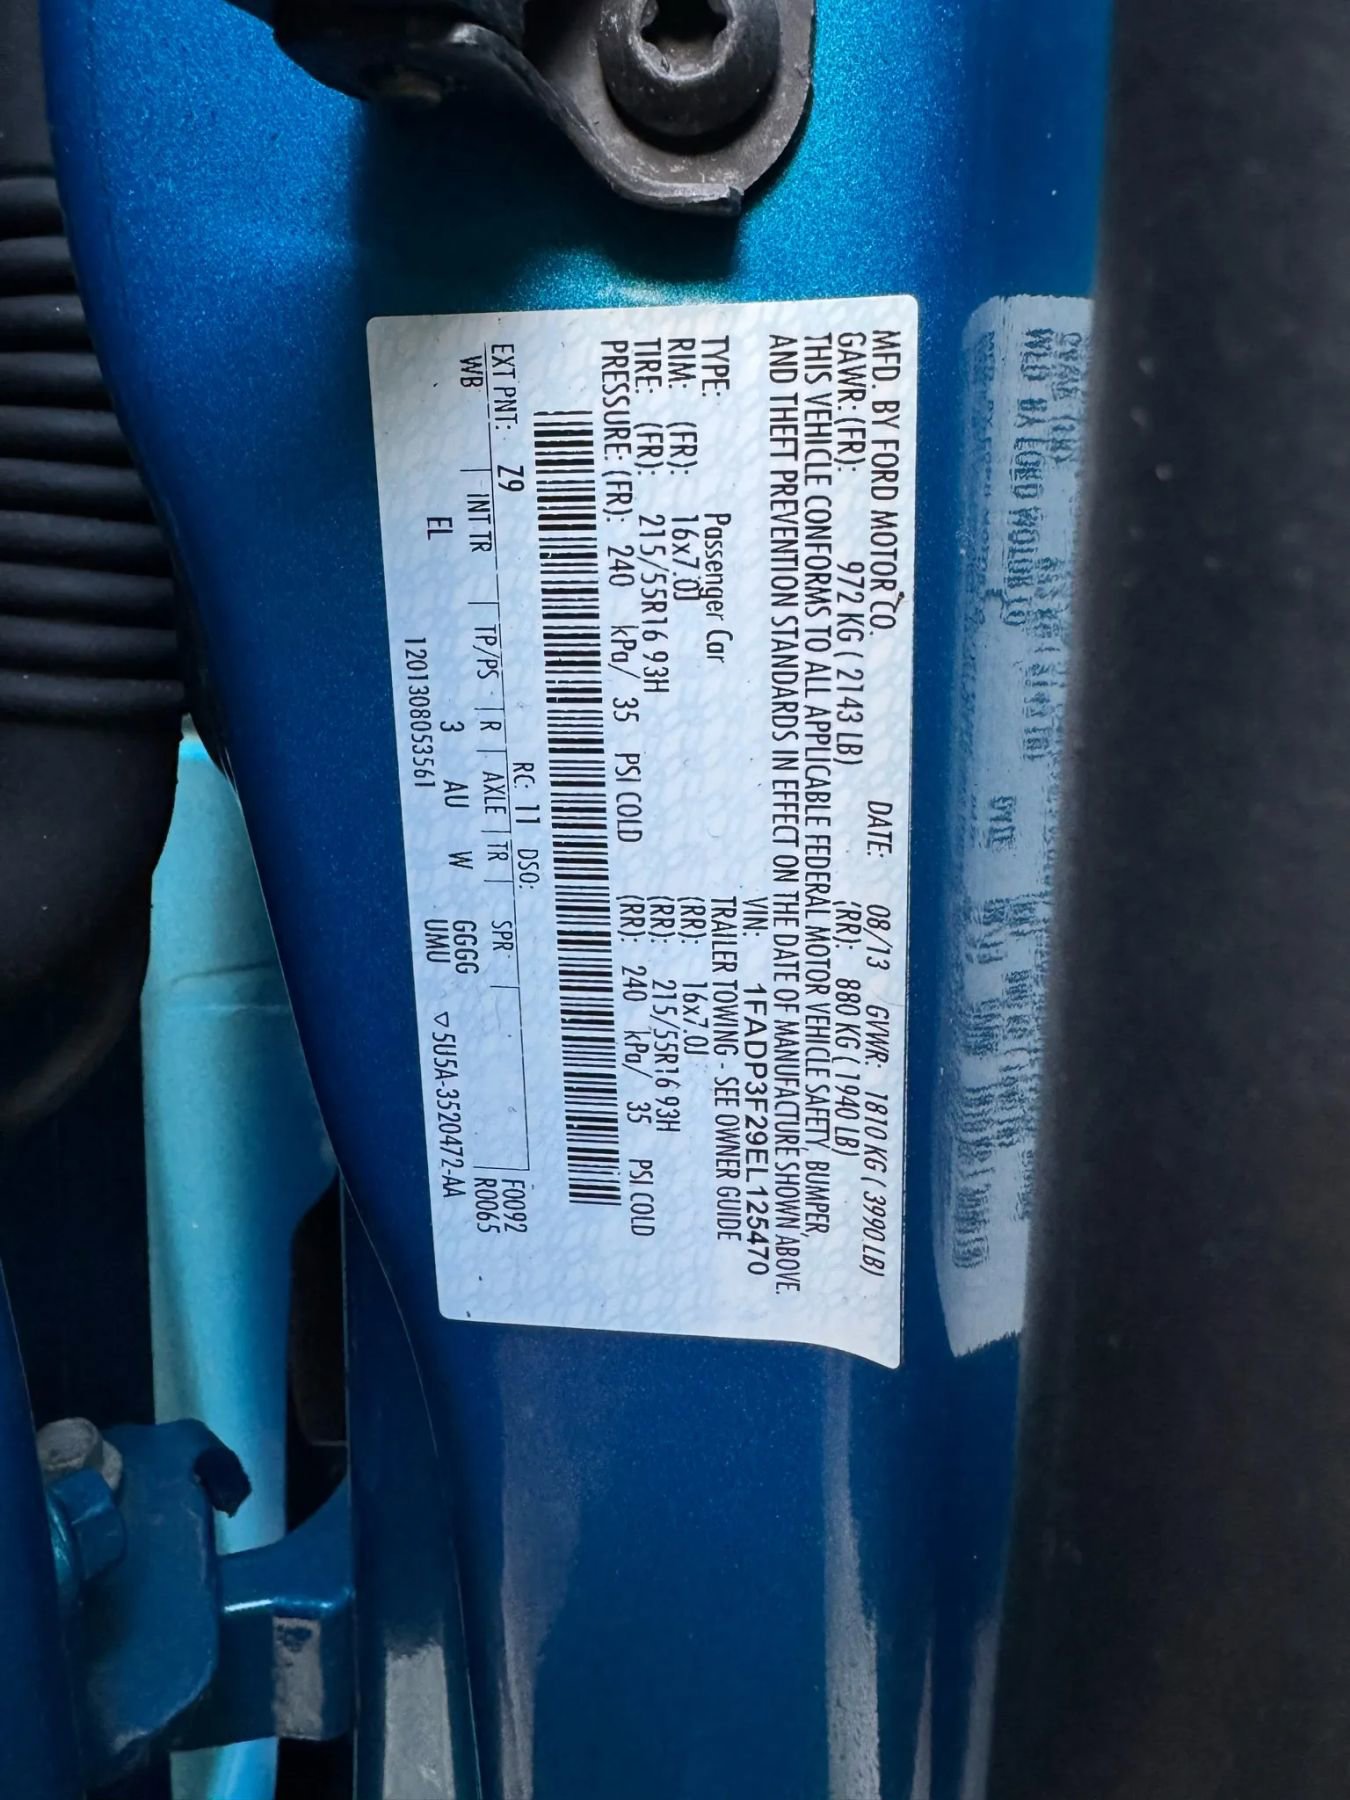 MFD. BY FORD MOTOR CO. DATE: 08/13 GVWR: 1810 KG ( 3990 LB)
GAWR: (FR): 972 KG ( 2143 LB) (RR): 880 KG ( 1940 LB)
THIS VEHICLE CONFORMS TO ALL APPLICABLE FEDERAL MOTOR VEHICLE SAFETY, BUMPER,
AND THEFT PREVENTION STANDARDS IN EFFECT ON THE DATE OF MANUFACTURE SHOWN ABOVE.
VIN: 1FADP3F29EL125470
TYPE: Passenger Car TRAILER TOWING - SEE OWNER GUIDE
RIM: (FR): 16x7.0J (RR): 16x7.0J
TIRE: (FR): 215/55R16 93H (RR): 215/55R16 93H
PRESSURE: (FR): 240 kPa/ 35 PSI COLD (RR): 240 kPa/ 35 PSI COLD
RC: 11 DSO: F0092
EXT PNT: Z9 R0065
WB | INT TR | TP/PS | R | AXLE | TR | SPR |
EL 3 AU W GGGG
UMU ▽5U5A-3520472-AA
1201308053561